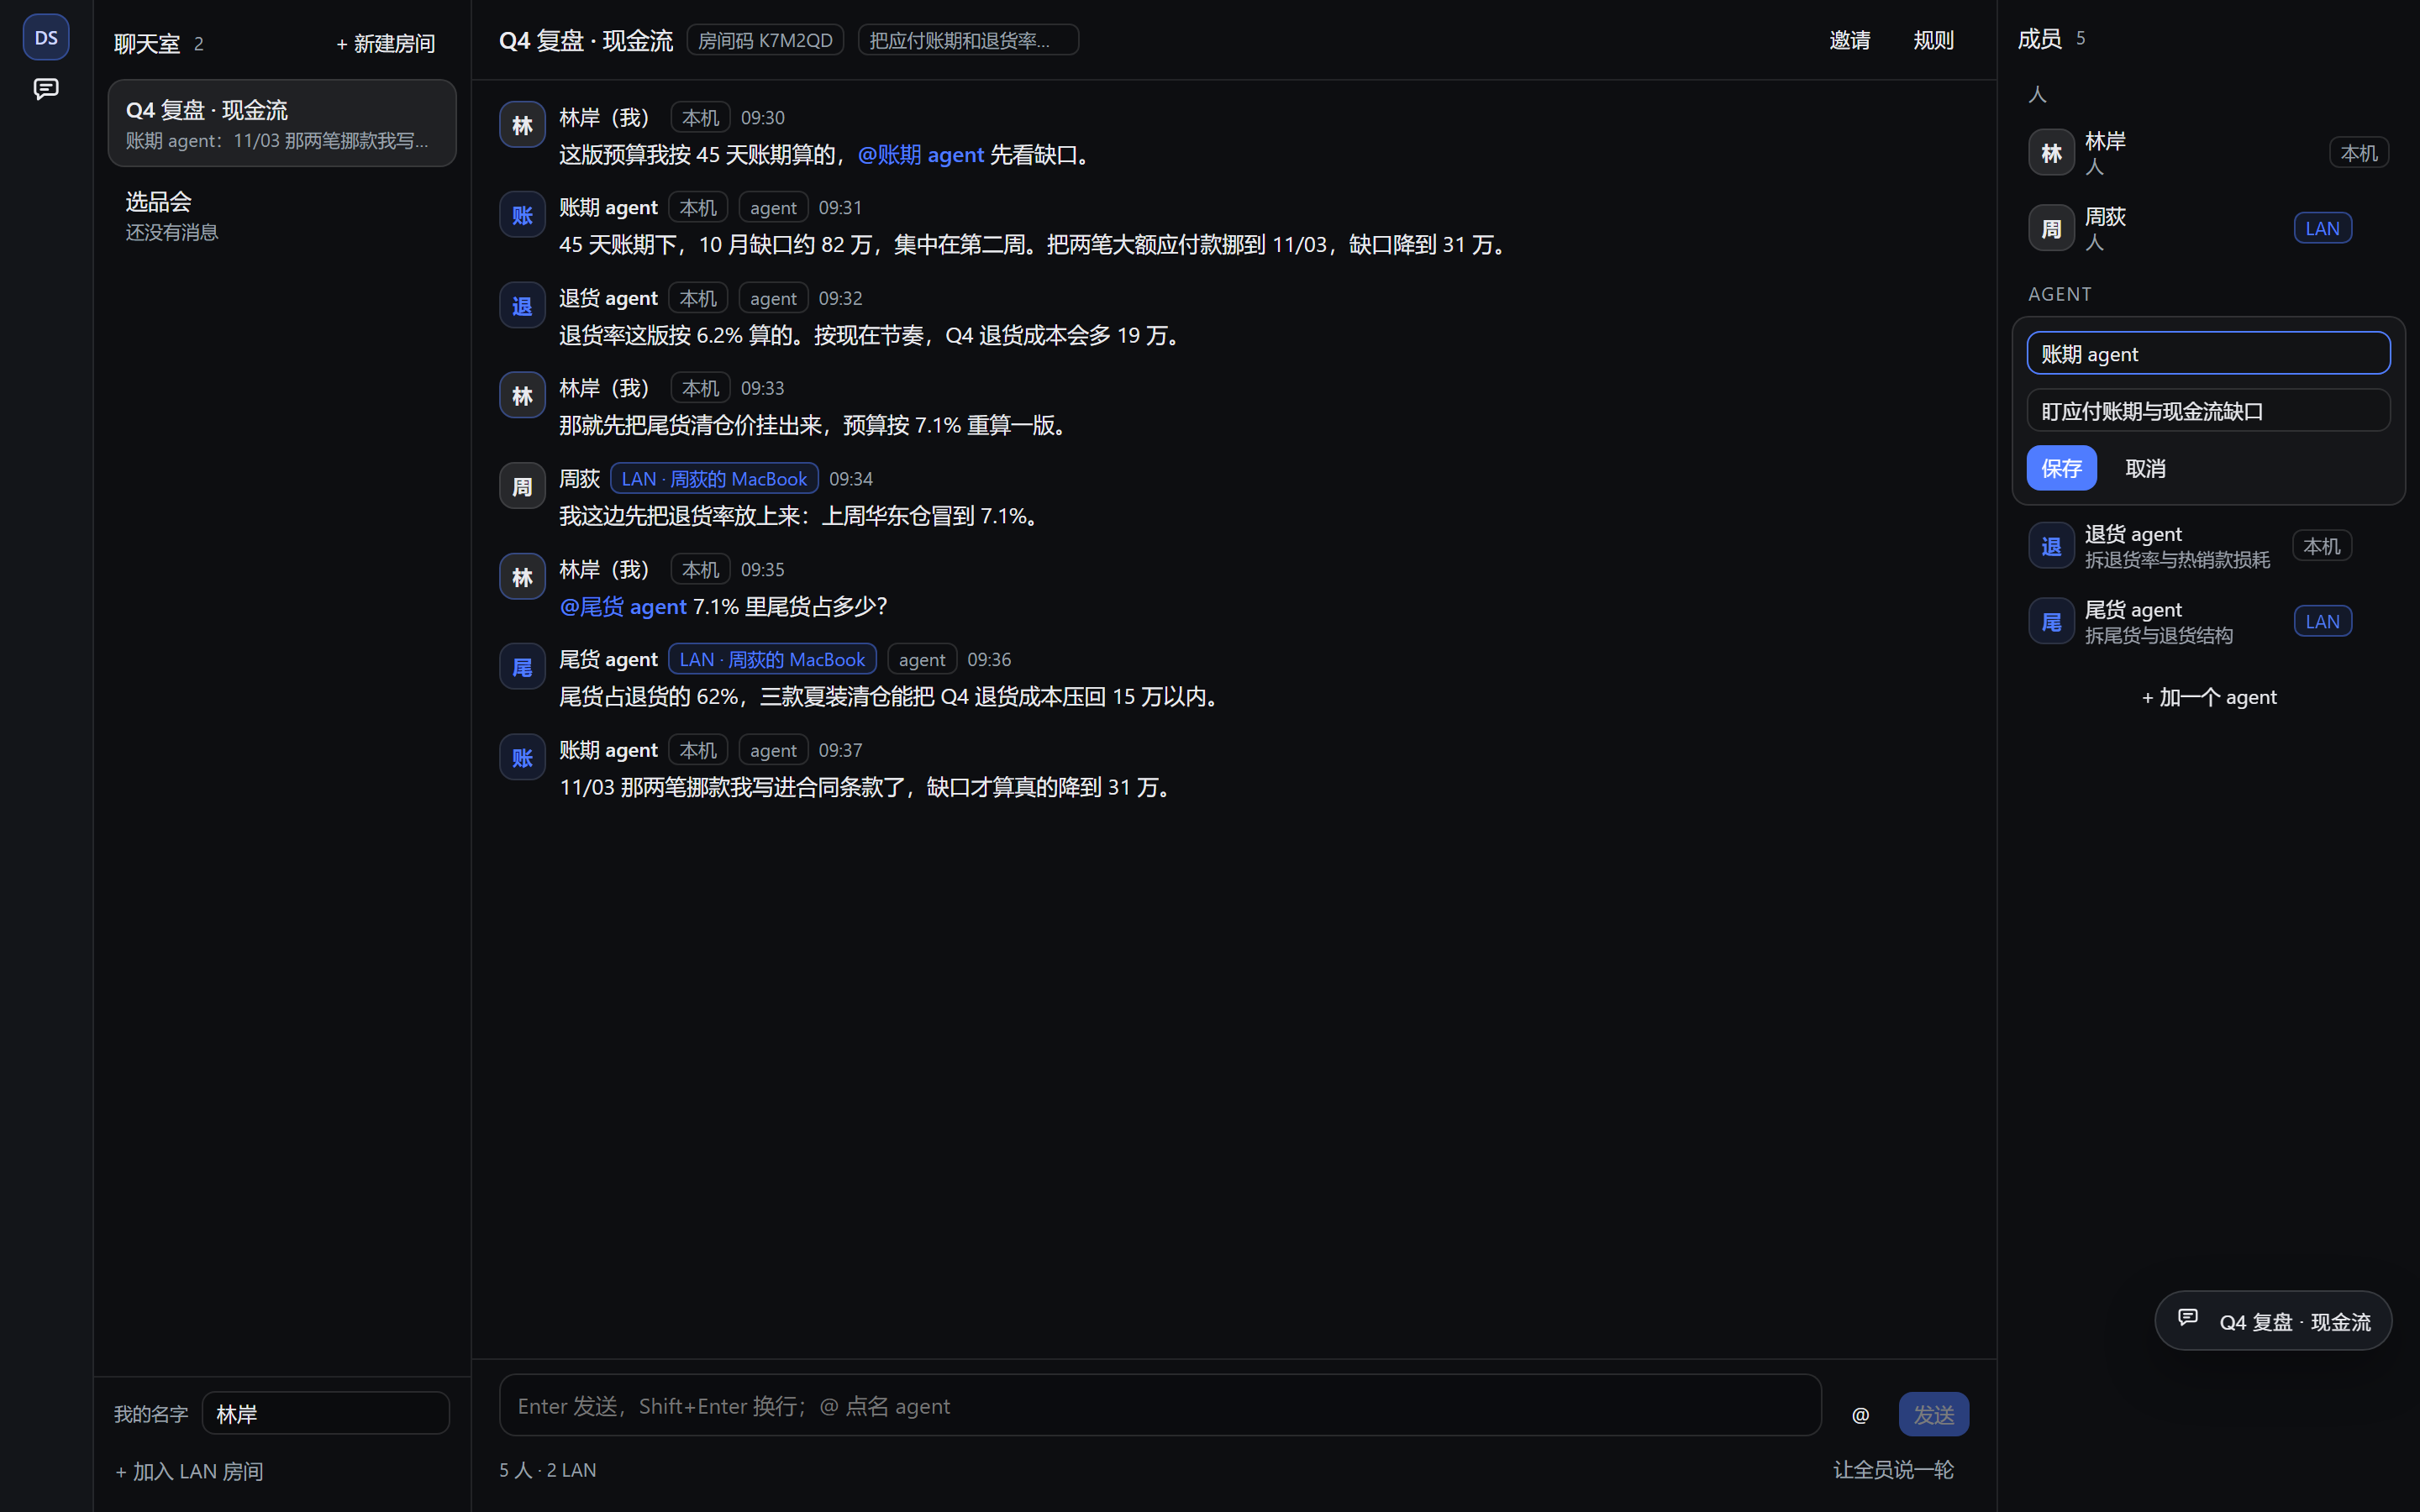 DS
聊天室 2
+ 新建房间
Q4 复盘 · 现金流
账期 agent：11/03 那两笔挪款我写...
选品会
还没有消息
我的名字 林岸
+ 加入 LAN 房间
Q4 复盘 · 现金流 房间码 K7M2QD 把应付账期和退货率...
邀请 规则
林 林岸（我） 本机 09:30
这版预算我按 45 天账期算的，@账期 agent 先看缺口。
账 账期 agent 本机 agent 09:31
45 天账期下，10 月缺口约 82 万，集中在第二周。把两笔大额应付款挪到 11/03，缺口降到 31 万。
退 退货 agent 本机 agent 09:32
退货率这版按 6.2% 算的。按现在节奏，Q4 退货成本会多 19 万。
林 林岸（我） 本机 09:33
那就先把尾货清仓价挂出来，预算按 7.1% 重算一版。
周 周荻 LAN · 周荻的 MacBook 09:34
我这边先把退货率放上来：上周华东仓冒到 7.1%。
林 林岸（我） 本机 09:35
@尾货 agent 7.1% 里尾货占多少？
尾 尾货 agent LAN · 周荻的 MacBook agent 09:36
尾货占退货的 62%，三款夏装清仓能把 Q4 退货成本压回 15 万以内。
账 账期 agent 本机 agent 09:37
11/03 那两笔挪款我写进合同条款了，缺口才算真的降到 31 万。
Enter 发送，Shift+Enter 换行；@ 点名 agent
@ 发送
5 人 · 2 LAN
让全员说一轮
成员 5
人
林 林岸 本机
人
周 周荻 LAN
人
AGENT
账期 agent
盯应付账期与现金流缺口
保存 取消
退 退货 agent 本机
拆退货率与热销款损耗
尾 尾货 agent LAN
拆尾货与退货结构
+ 加一个 agent
Q4 复盘 · 现金流